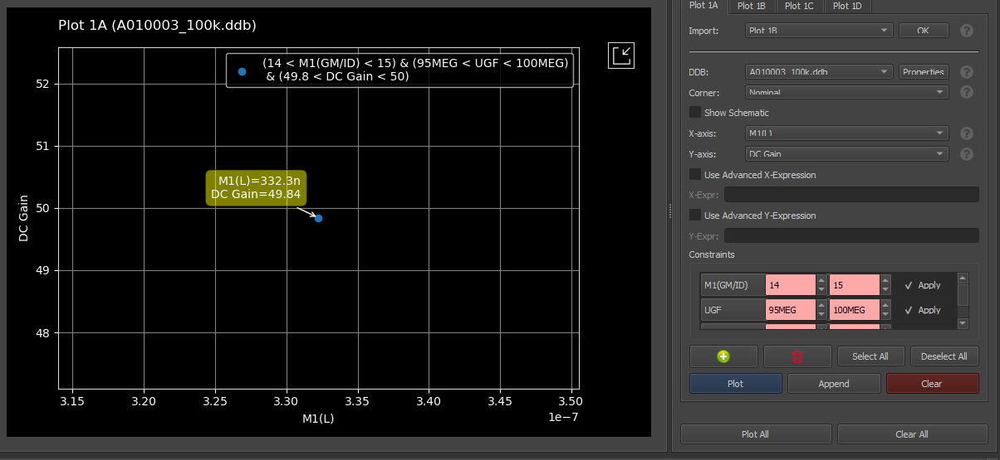 Plot 1A (A010003_100k.ddb)
(14 < M1(GM/ID) < 15) & (95MEG < UGF < 100MEG)
& (49.8 < DC Gain < 50)
52
51
50
49
48
DC Gain
M1(L)=332.3n
DC Gain=49.84
3.15 3.20 3.25 3.30 3.35 3.40 3.45 3.50
1e−7
M1(L)
Plot 1A Plot 1B Plot 1C Plot 1D
Import: Plot 1B OK ?
DDB: A010003_100k.ddb Properties ?
Corner: Nominal ?
Show Schematic
X-axis: M1(L) ?
Y-axis: DC Gain ?
Use Advanced X-Expression
X-Expr:
Use Advanced Y-Expression
Y-Expr:
Constraints
M1(GM/ID) 14 15 Apply
UGF 95MEG 100MEG Apply
Select All Deselect All
Plot Append Clear
Plot All Clear All